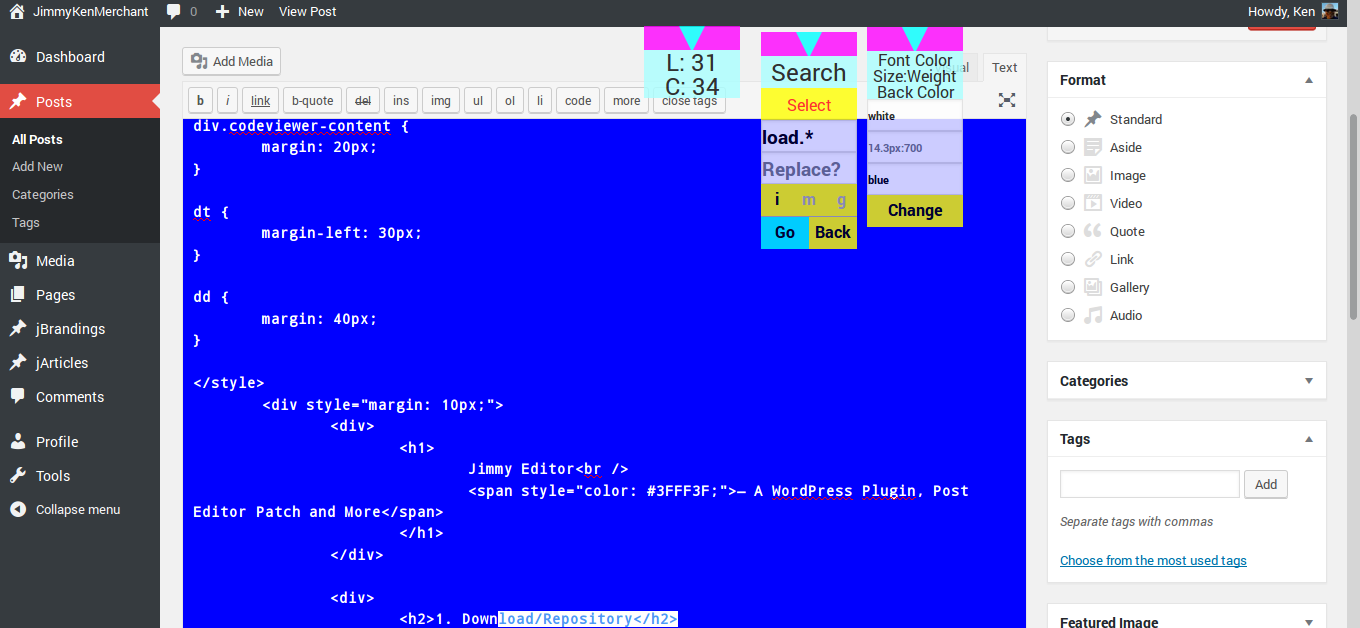 JimmyKenMerchant 0 New View Post Howdy, Ken
Dashboard
Posts
All Posts
Add New
Categories
Tags
Media
Pages
jBrandings
jArticles
Comments
Profile
Tools
Collapse menu
Add Media
Text
b i link b-quote del ins img ul ol li code more close tags
L: 31
C: 34
Search
Select
load.*
Replace?
i m g
Go Back
Font Color
Size:Weight
Back Color
white
14.3px:700
blue
Change
div.codeviewer-content {
margin: 20px;
}
dt {
margin-left: 30px;
}
dd {
margin: 40px;
}
</style>
<div style="margin: 10px;">
<div>
<h1>
Jimmy Editor<br />
<span style="color: #3FFF3F;">— A WordPress Plugin, Post
Editor Patch and More</span>
</h1>
</div>
<div>
<h2>1. Download/Repository</h2>
Format
Standard
Aside
Image
Video
Quote
Link
Gallery
Audio
Categories
Tags
Add
Separate tags with commas
Choose from the most used tags
Featured Image